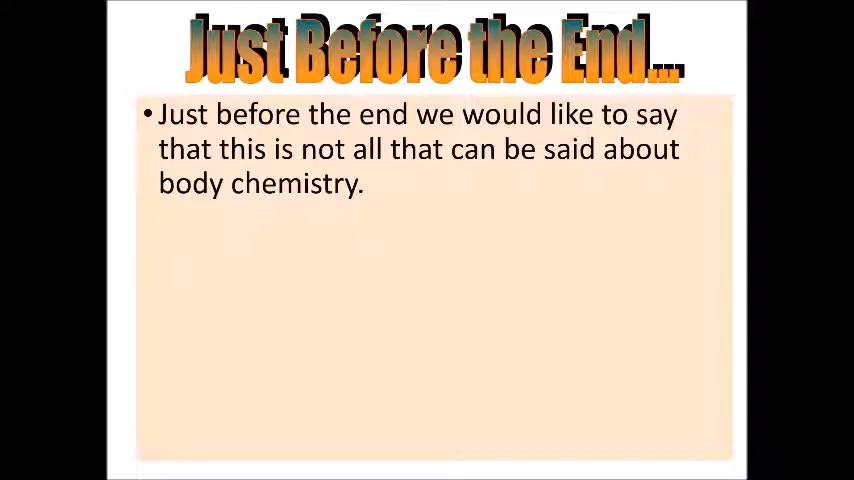 Just Before the End...
• Just before the end we would like to say
that this is not all that can be said about
body chemistry.